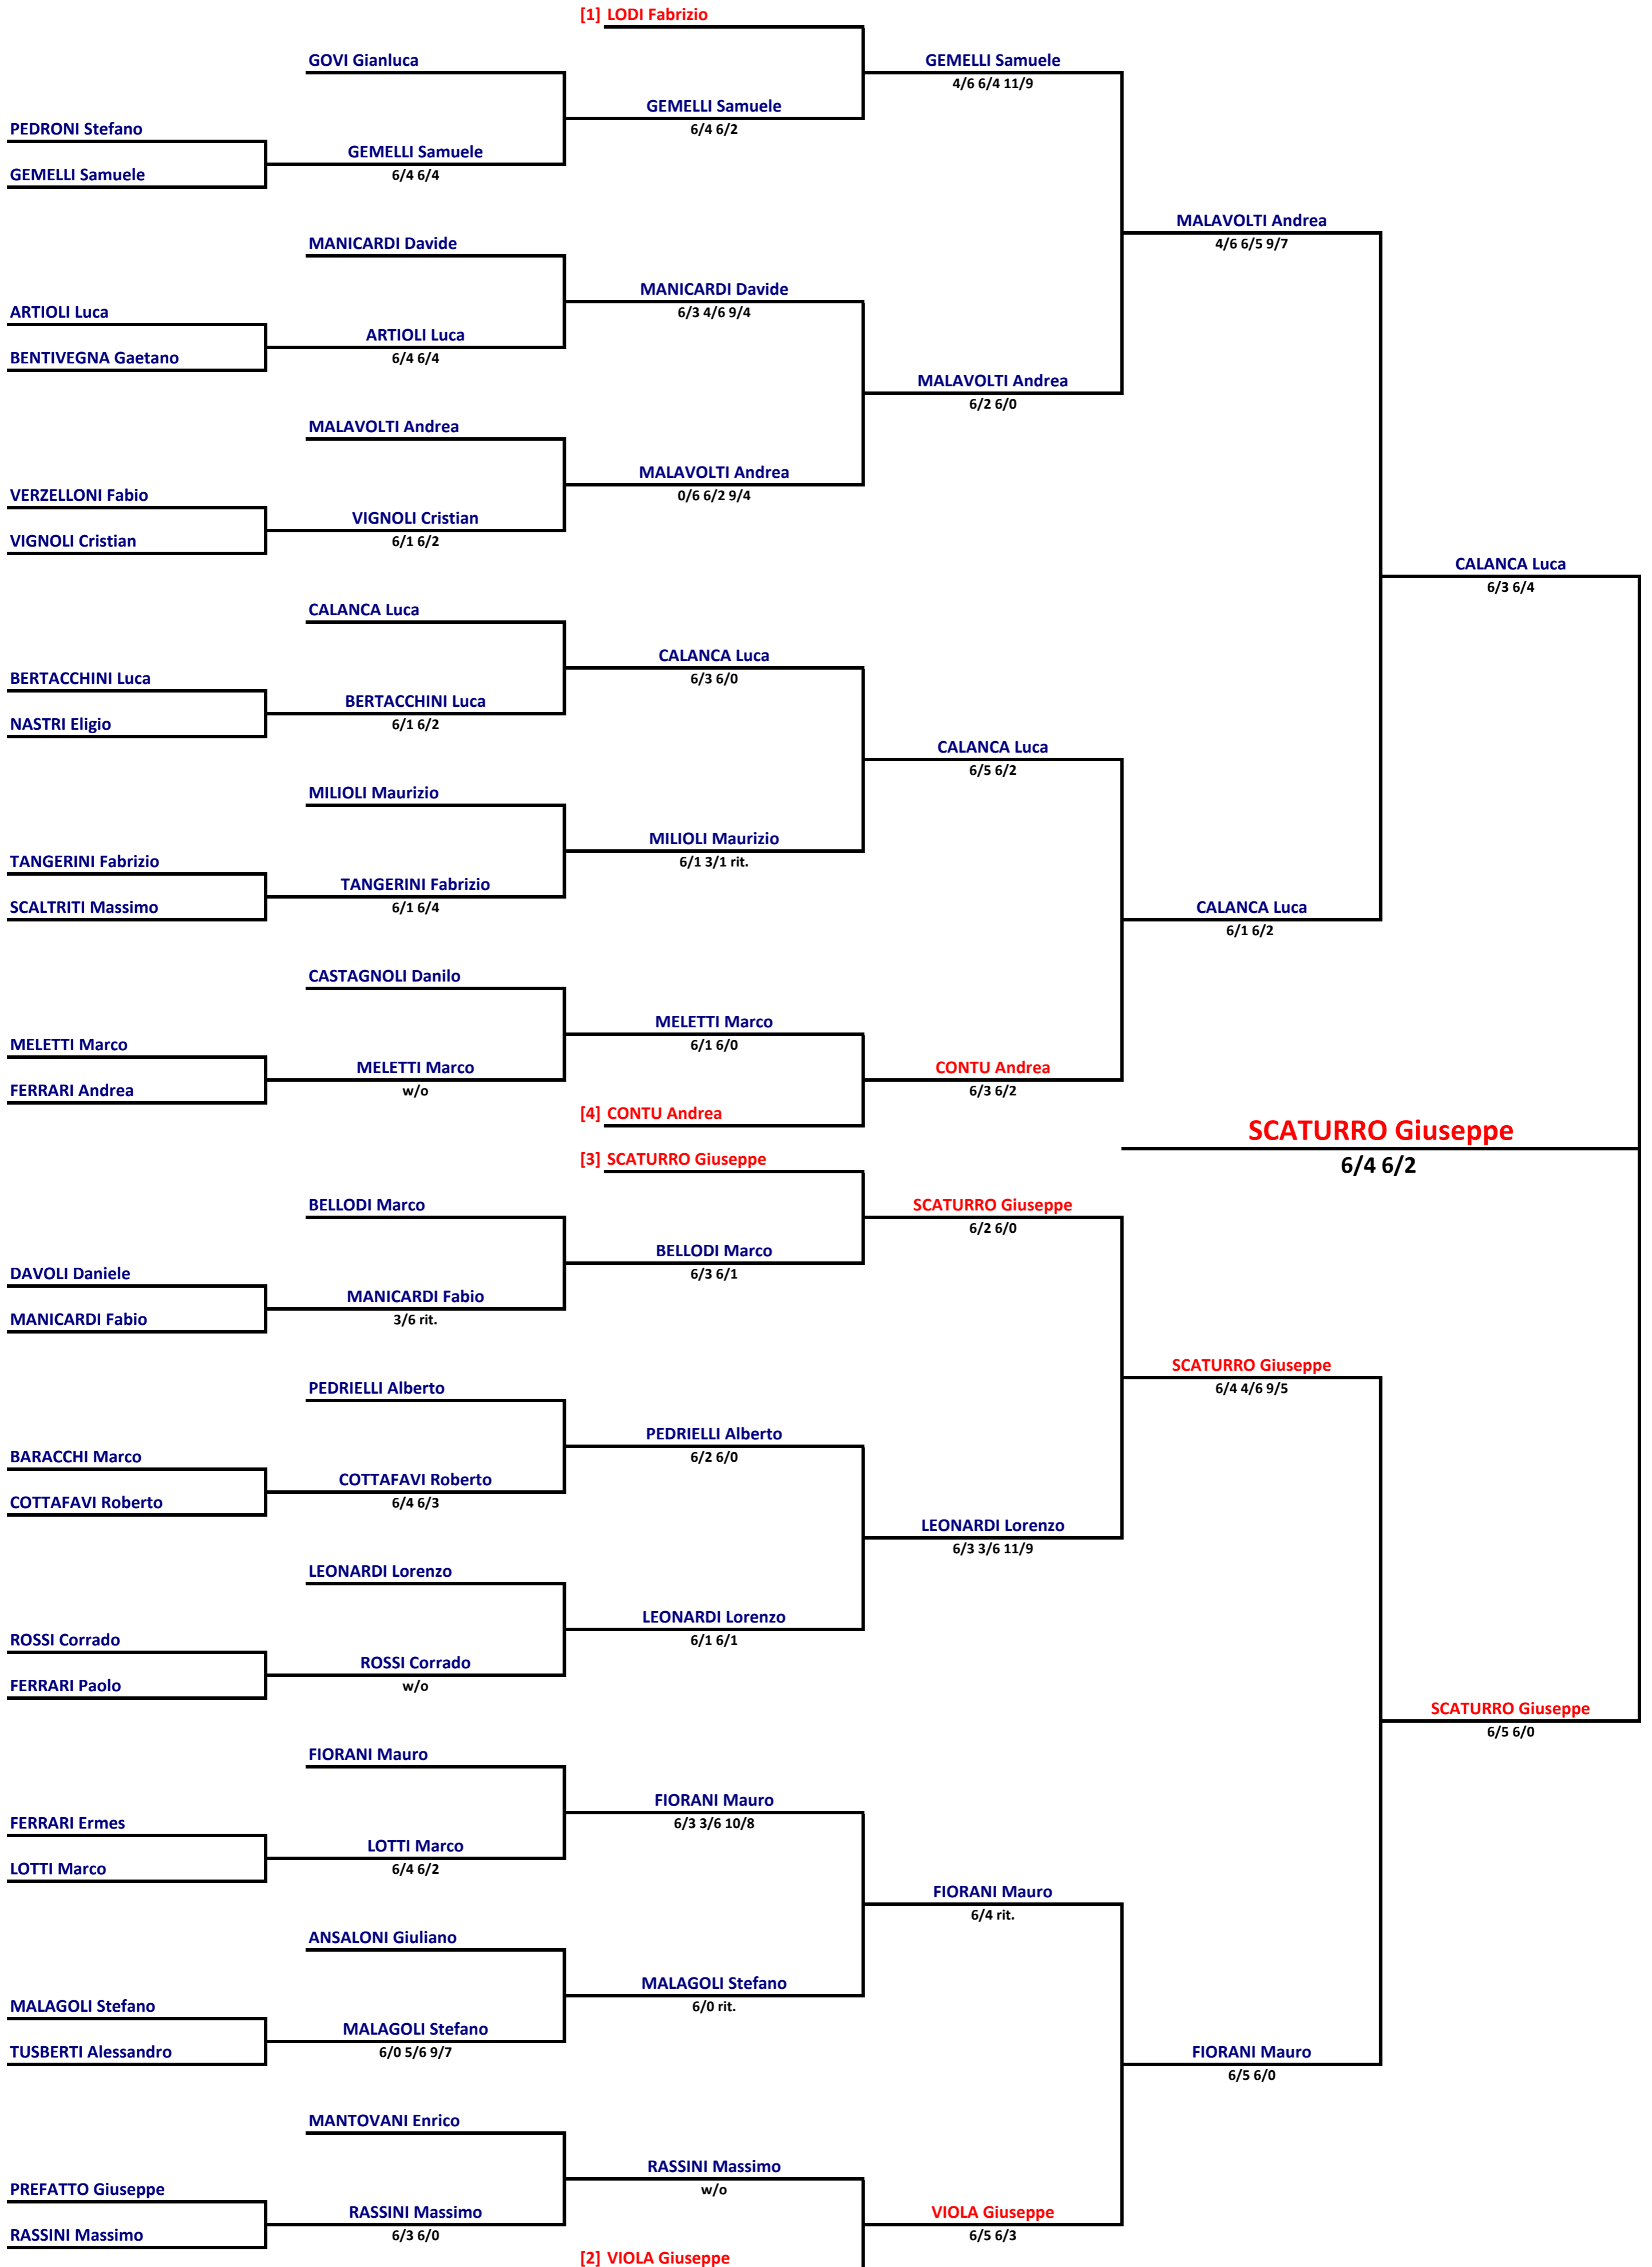 [1] LODI Fabrizio
GOVI Gianluca
GEMELLI Samuele
4/6 6/4 11/9
GEMELLI Samuele
6/4 6/2
PEDRONI Stefano
GEMELLI Samuele
6/4 6/4
GEMELLI Samuele
MALAVOLTI Andrea
4/6 6/5 9/7
MANICARDI Davide
MANICARDI Davide
6/3 4/6 9/4
ARTIOLI Luca
ARTIOLI Luca
6/4 6/4
BENTIVEGNA Gaetano
MALAVOLTI Andrea
6/2 6/0
MALAVOLTI Andrea
MALAVOLTI Andrea
0/6 6/2 9/4
VERZELLONI Fabio
VIGNOLI Cristian
6/1 6/2
VIGNOLI Cristian
CALANCA Luca
6/3 6/4
CALANCA Luca
CALANCA Luca
6/3 6/0
BERTACCHINI Luca
BERTACCHINI Luca
6/1 6/2
NASTRI Eligio
CALANCA Luca
6/5 6/2
MILIOLI Maurizio
MILIOLI Maurizio
6/1 3/1 rit.
TANGERINI Fabrizio
TANGERINI Fabrizio
6/1 6/4
SCALTRITI Massimo
CALANCA Luca
6/1 6/2
CASTAGNOLI Danilo
MELETTI Marco
6/1 6/0
MELETTI Marco
MELETTI Marco
w/o
FERRARI Andrea
CONTU Andrea
6/3 6/2
[4] CONTU Andrea
SCATURRO Giuseppe
6/4 6/2
[3] SCATURRO Giuseppe
BELLODI Marco
SCATURRO Giuseppe
6/2 6/0
BELLODI Marco
6/3 6/1
DAVOLI Daniele
MANICARDI Fabio
3/6 rit.
MANICARDI Fabio
SCATURRO Giuseppe
6/4 4/6 9/5
PEDRIELLI Alberto
PEDRIELLI Alberto
6/2 6/0
BARACCHI Marco
COTTAFAVI Roberto
6/4 6/3
COTTAFAVI Roberto
LEONARDI Lorenzo
6/3 3/6 11/9
LEONARDI Lorenzo
LEONARDI Lorenzo
6/1 6/1
ROSSI Corrado
ROSSI Corrado
w/o
FERRARI Paolo
SCATURRO Giuseppe
6/5 6/0
FIORANI Mauro
FIORANI Mauro
6/3 3/6 10/8
FERRARI Ermes
LOTTI Marco
6/4 6/2
LOTTI Marco
FIORANI Mauro
6/4 rit.
ANSALONI Giuliano
MALAGOLI Stefano
6/0 rit.
MALAGOLI Stefano
MALAGOLI Stefano
6/0 5/6 9/7
TUSBERTI Alessandro
FIORANI Mauro
6/5 6/0
MANTOVANI Enrico
RASSINI Massimo
w/o
PREFATTO Giuseppe
RASSINI Massimo
6/3 6/0
RASSINI Massimo
VIOLA Giuseppe
6/5 6/3
[2] VIOLA Giuseppe